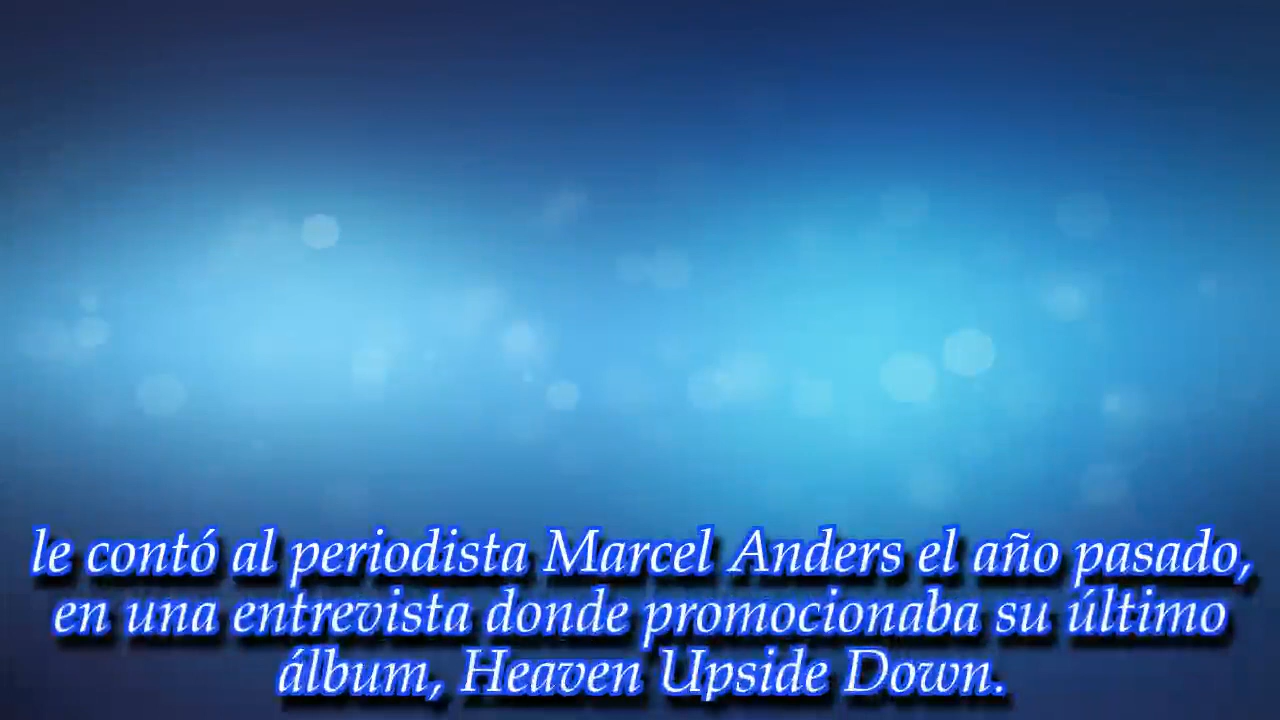 le contó al periodista Marcel Anders el año pasado,
en una entrevista donde promocionaba su último
álbum, Heaven Upside Down.